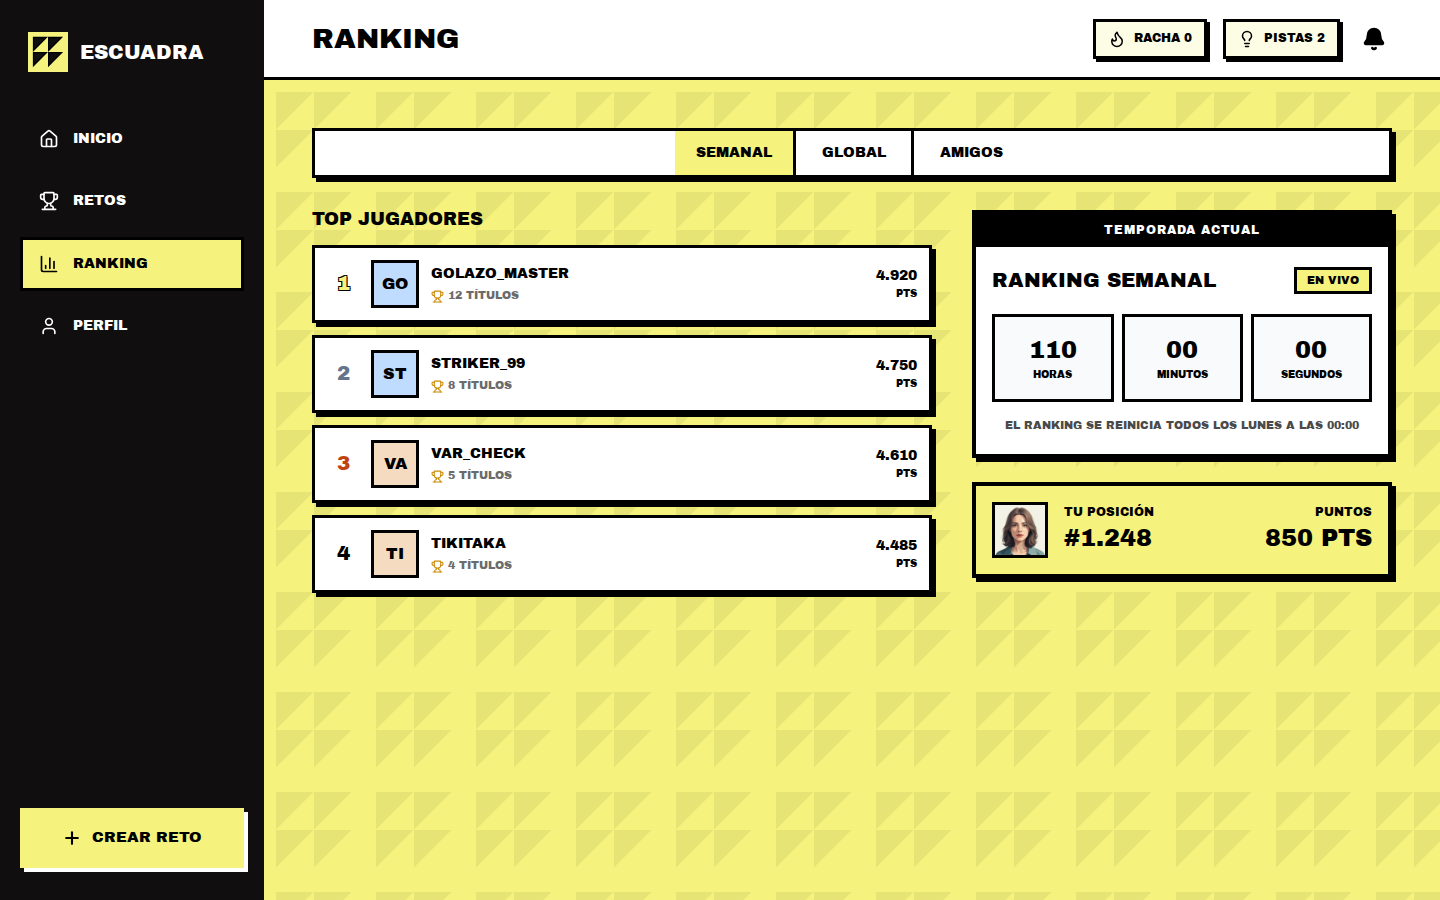 ESCUADRA
INICIO
RETOS
RANKING
PERFIL
CREAR RETO
RANKING
RACHA 0
PISTAS 2
SEMANAL
GLOBAL
AMIGOS
TOP JUGADORES
1
GO
GOLAZO_MASTER
12 TÍTULOS
4.920
PTS
2
ST
STRIKER_99
8 TÍTULOS
4.750
PTS
3
VA
VAR_CHECK
5 TÍTULOS
4.610
PTS
4
TI
TIKITAKA
4 TÍTULOS
4.485
PTS
TEMPORADA ACTUAL
RANKING SEMANAL
EN VIVO
110
HORAS
00
MINUTOS
00
SEGUNDOS
EL RANKING SE REINICIA TODOS LOS LUNES A LAS 00:00
TU POSICIÓN
#1.248
PUNTOS
850 PTS